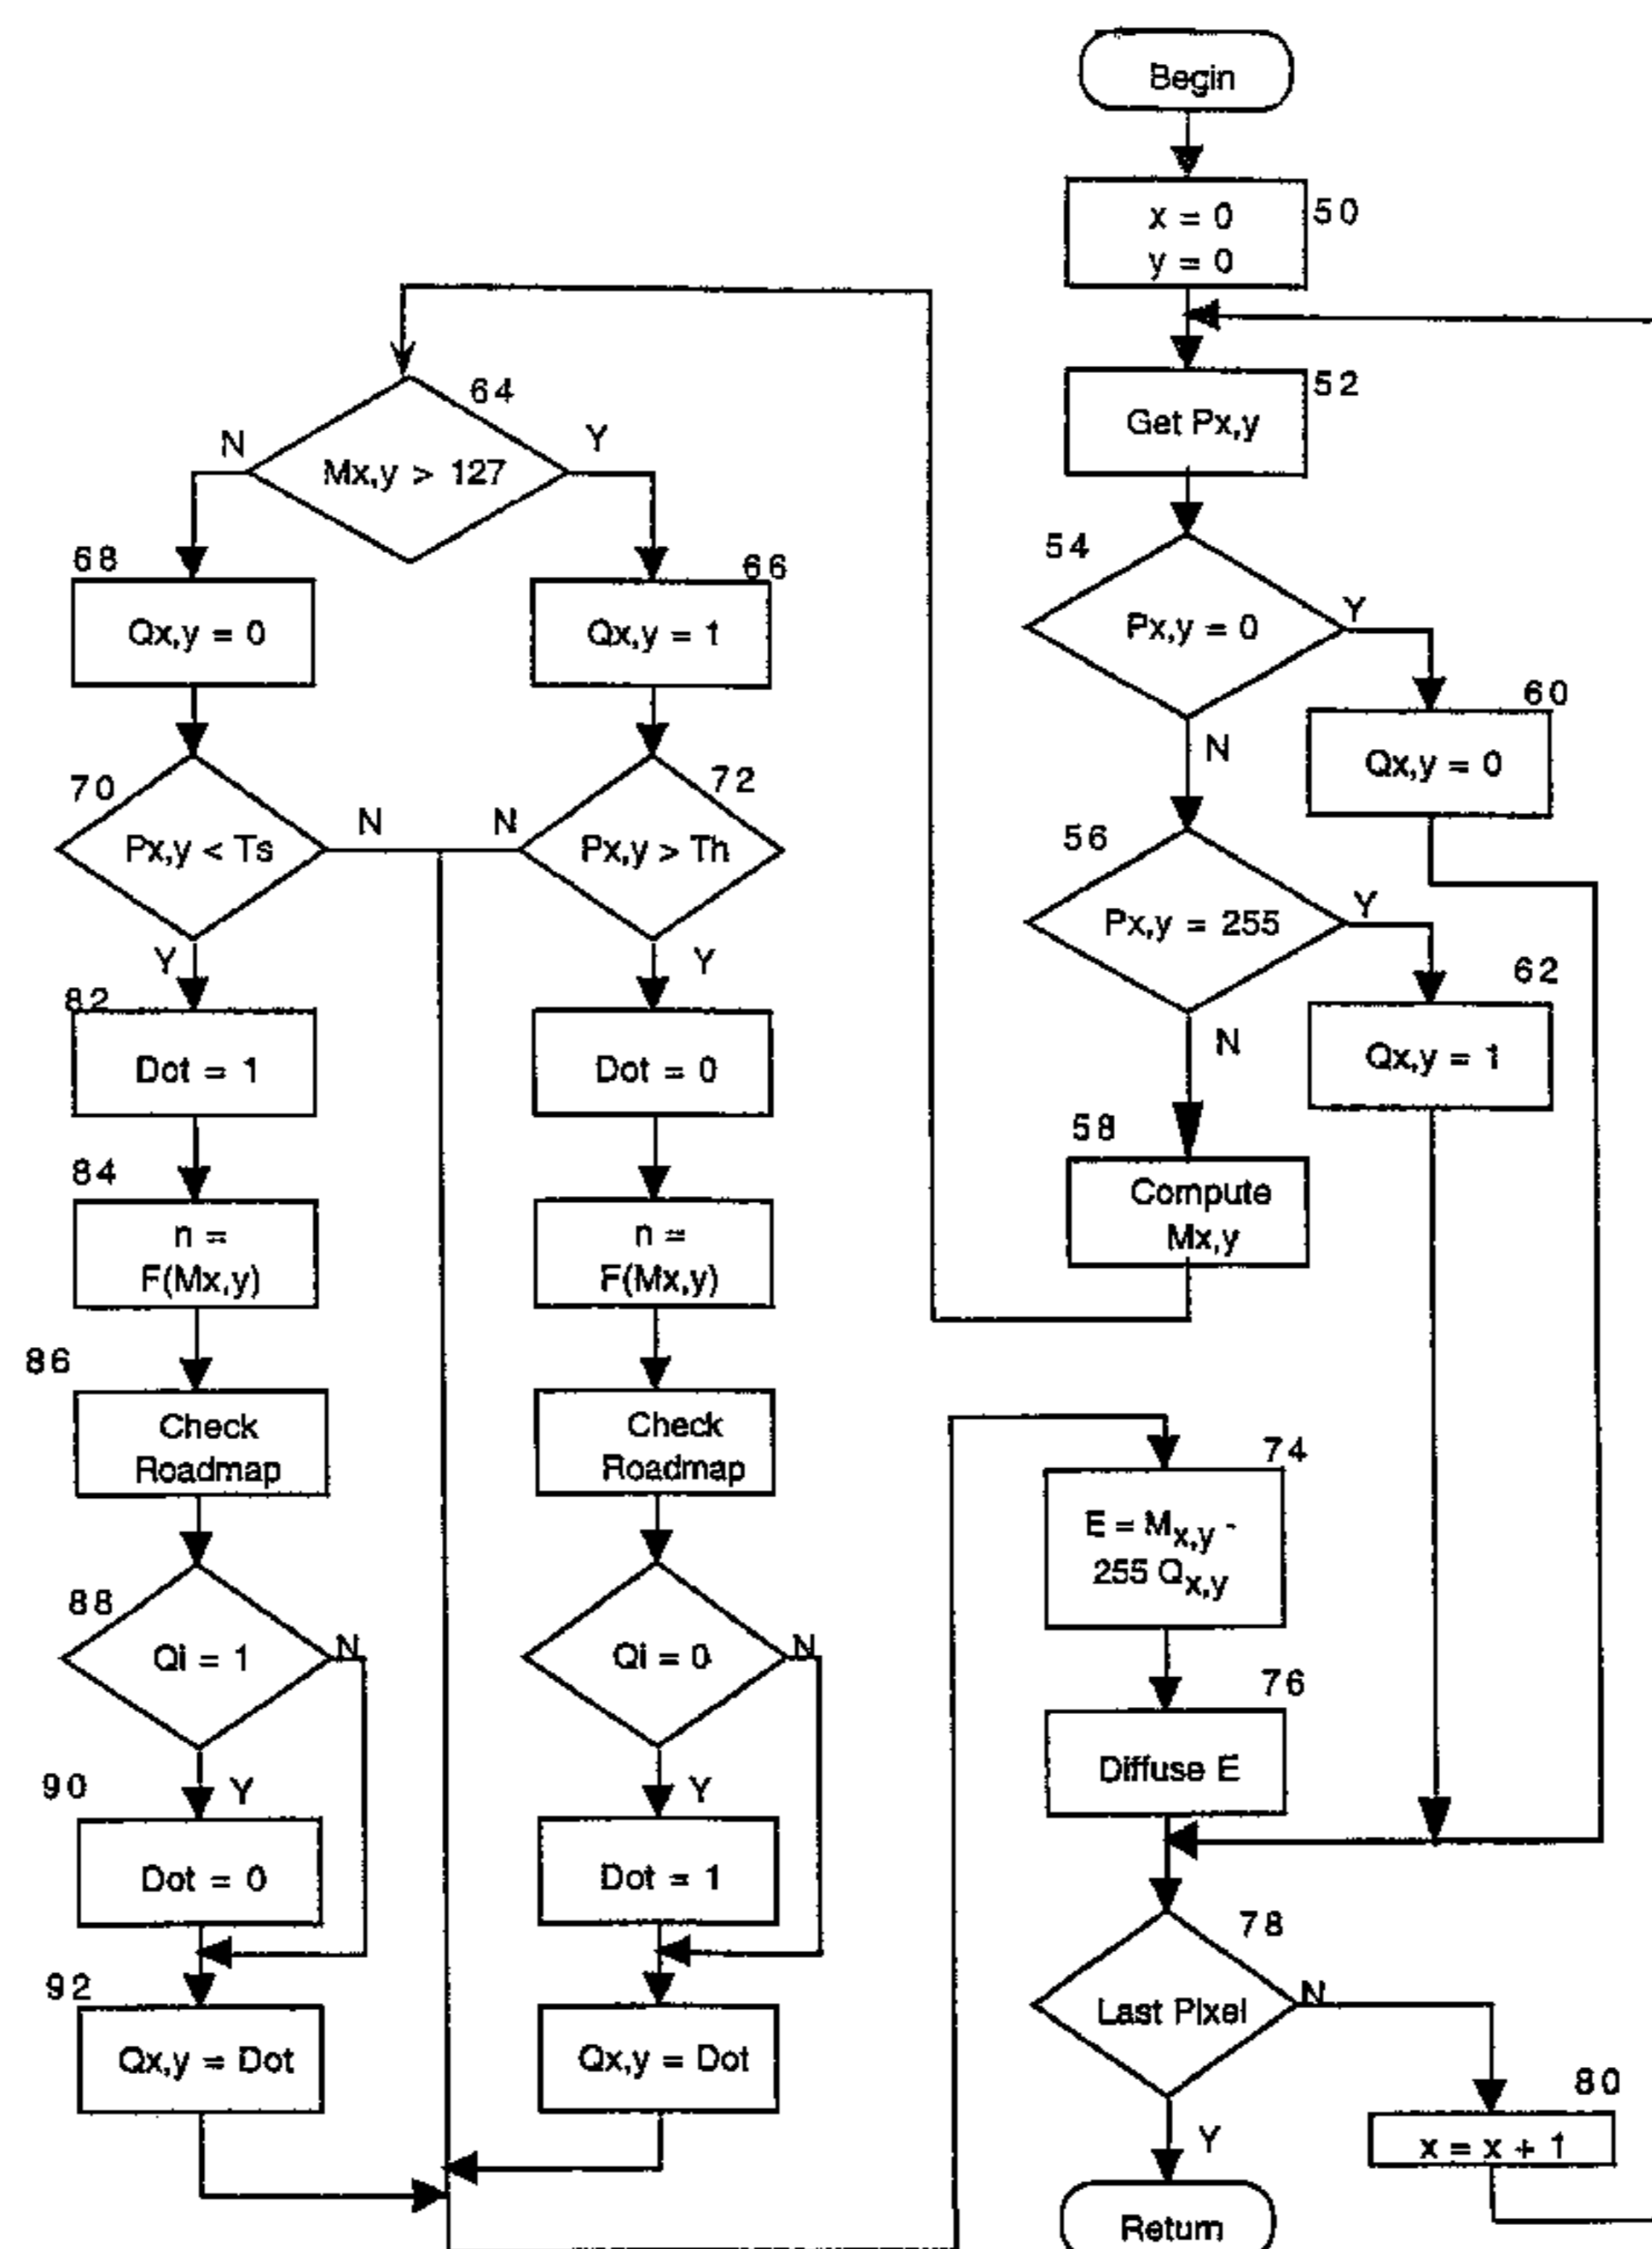 Begin
x = 0
y = 0
50
Get Px,y
52
54
Px,y = 0
Y
N
60
Qx,y = 0
56
Px,y = 255
Y
N
62
Qx,y = 1
58
Compute
Mx,y
64
Mx,y > 127
N
Y
68
Qx,y = 0
66
Qx,y = 1
70
Px,y < Ts
N
Y
72
Px,y > Th
N
Y
82
Dot = 1
Dot = 0
84
n =
F(Mx,y)
n =
F(Mx,y)
86
Check
Roadmap
Check
Roadmap
88
Qi = 1
N
Y
Qi = 0
N
Y
90
Dot = 0
Dot = 1
92
Qx,y = Dot
Qx,y = Dot
74
E = Mx,y -
255 Qx,y
76
Diffuse E
78
Last Pixel
N
Y
80
x = x + 1
Return